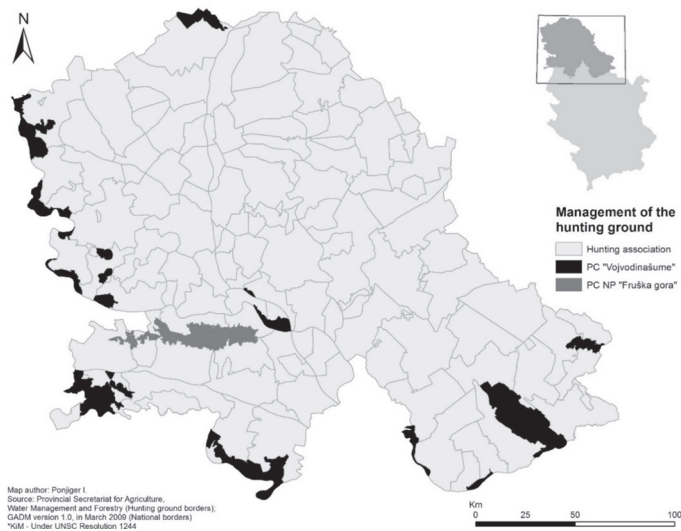 N
Management of the
hunting ground
Hunting association
PC "Vojvodinašume"
PC NP "Fruška gora"
Map author: Ponjiger I.
Source: Provincial Secretariat for Agriculture,
Water Management and Forestry (Hunting ground borders);
GADM version 1.0, in March 2009 (National borders)
*KiM - Under UNSC Resolution 1244
Km
0 25 50 100